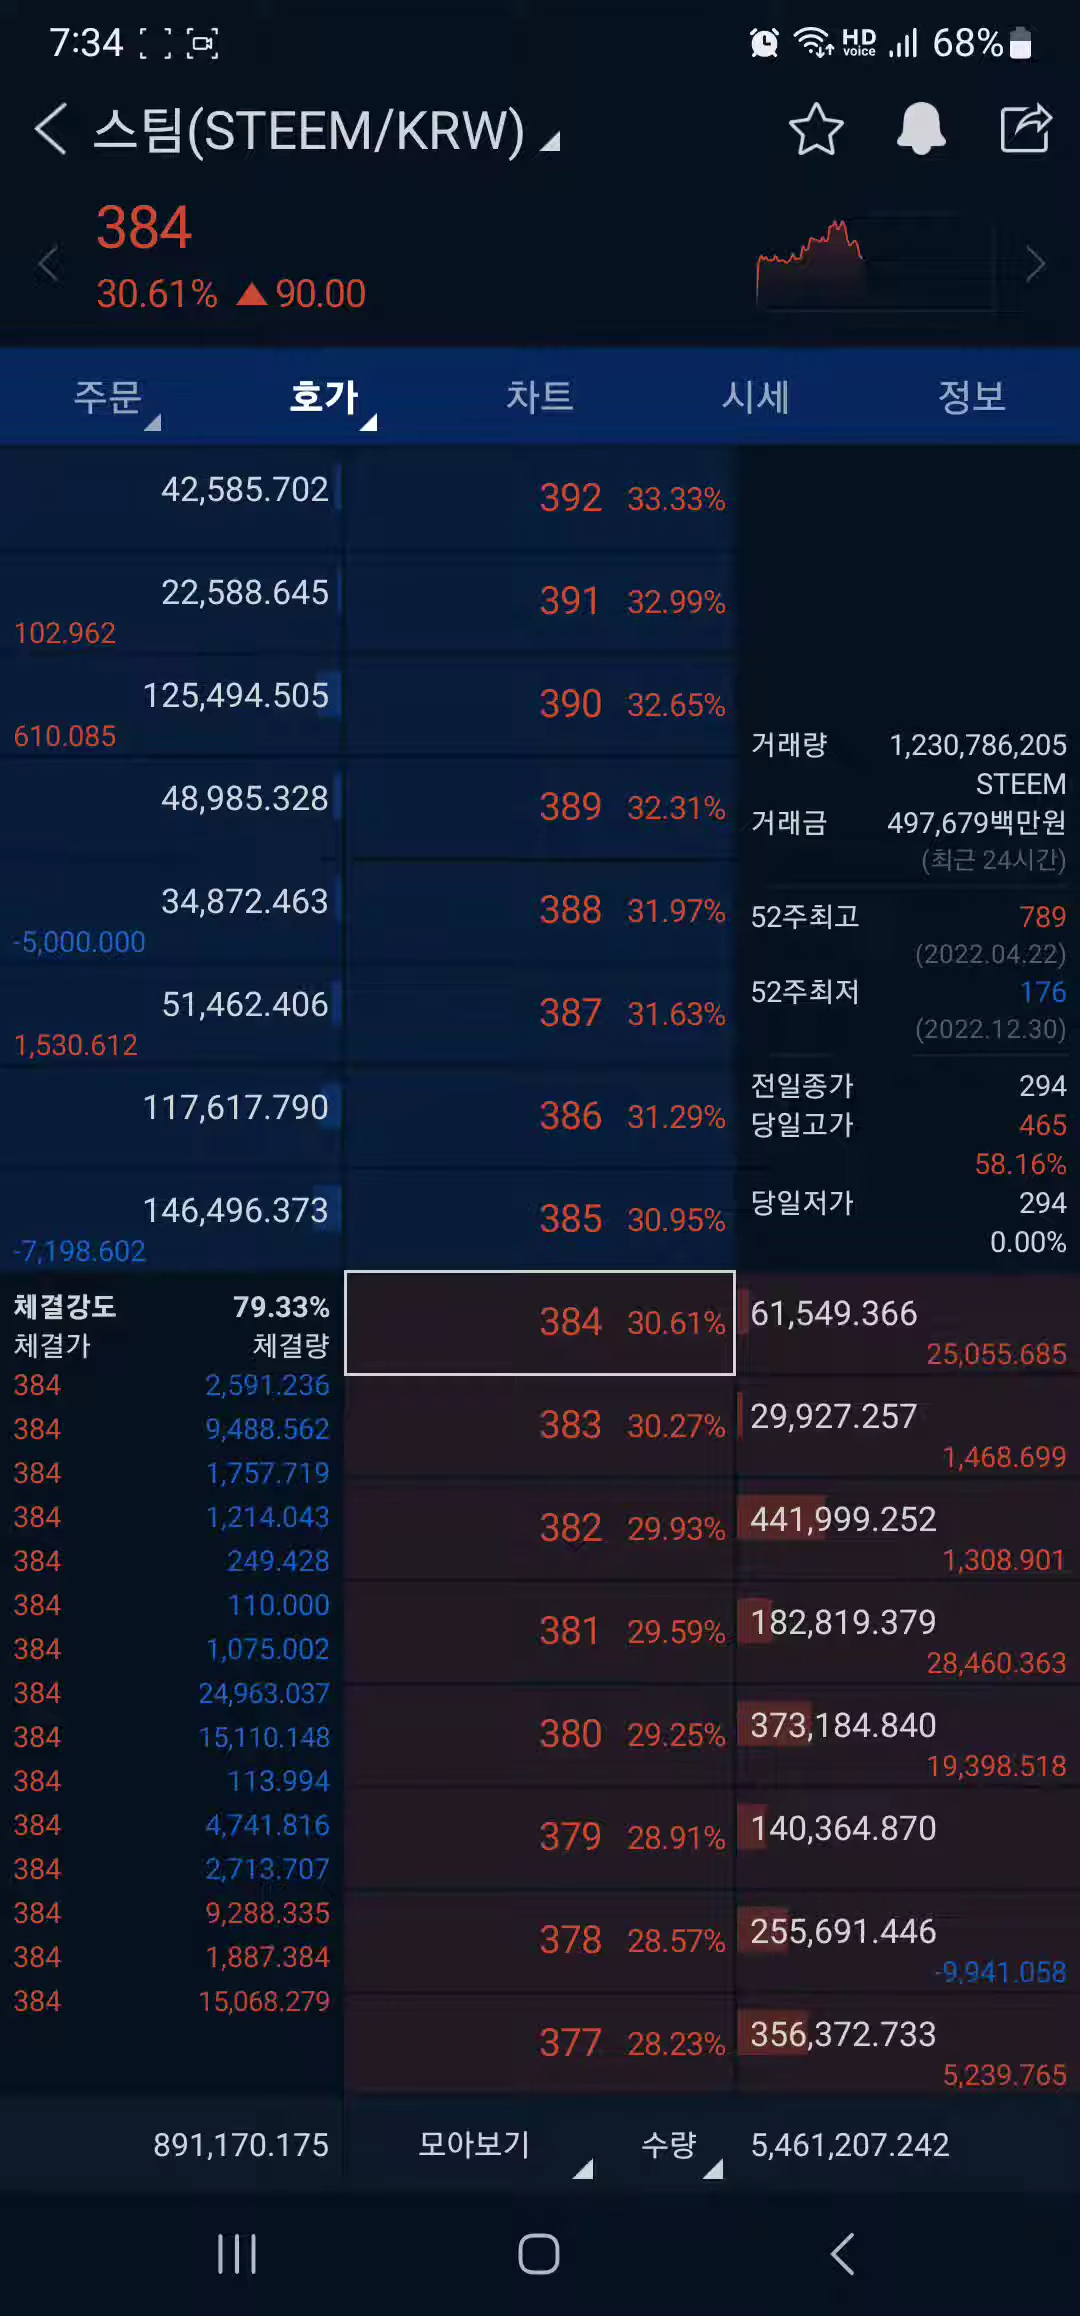 7:34 HD voice 68%
스팀(STEEM/KRW)
384
30.61% ▲ 90.00
주문 호가 차트 시세 정보
42,585.702 392 33.33%
22,588.645 391 32.99%
102.962
125,494.505 390 32.65%
610.085
48,985.328 389 32.31%
34,872.463 388 31.97%
-5,000.000
51,462.406 387 31.63%
1,530.612
117,617.790 386 31.29%
146,496.373 385 30.95%
-7,198.602
거래량 1,230,786,205
STEEM
거래금 497,679백만원
(최근 24시간)
52주최고 789
(2022.04.22)
52주최저 176
(2022.12.30)
전일종가 294
당일고가 465
58.16%
당일저가 294
0.00%
체결강도 79.33%
체결가 체결량
384 2,591.236
384 9,488.562
384 1,757.719
384 1,214.043
384 249.428
384 110.000
384 1,075.002
384 24,963.037
384 15,110.148
384 113.994
384 4,741.816
384 2,713.707
384 9,288.335
384 1,887.384
384 15,068.279
384 30.61% 61,549.366
25,055.685
383 30.27% 29,927.257
1,468.699
382 29.93% 441,999.252
1,308.901
381 29.59% 182,819.379
28,460.363
380 29.25% 373,184.840
19,398.518
379 28.91% 140,364.870
378 28.57% 255,691.446
-9,941.058
377 28.23% 356,372.733
5,239.765
891,170.175 모아보기 수량 5,461,207.242